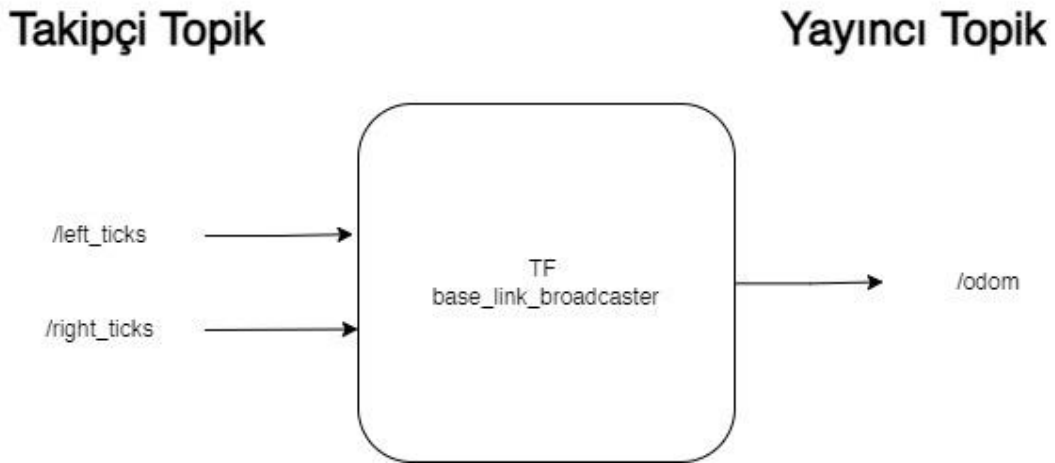 Takipçi Topik
Yayıncı Topik
/left_ticks
/right_ticks
TF
base_link_broadcaster
/odom